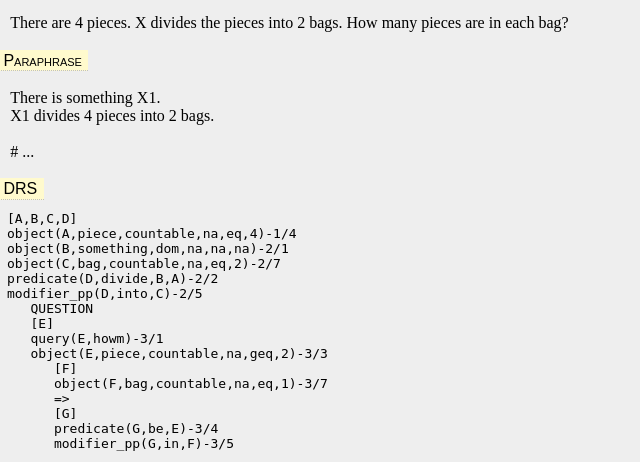 There are 4 pieces. X divides the pieces into 2 bags. How many pieces are in each bag?
PARAPHRASE
There is something X1.
X1 divides 4 pieces into 2 bags.
# ...
DRS
[A,B,C,D]
object(A,piece,countable,na,eq,4)-1/4
object(B,something,dom,na,na,na)-2/1
object(C,bag,countable,na,eq,2)-2/7
predicate(D,divide,B,A)-2/2
modifier_pp(D,into,C)-2/5
QUESTION
[E]
query(E,howm)-3/1
object(E,piece,countable,na,geq,2)-3/3
[F]
object(F,bag,countable,na,eq,1)-3/7
=>
[G]
predicate(G,be,E)-3/4
modifier_pp(G,in,F)-3/5